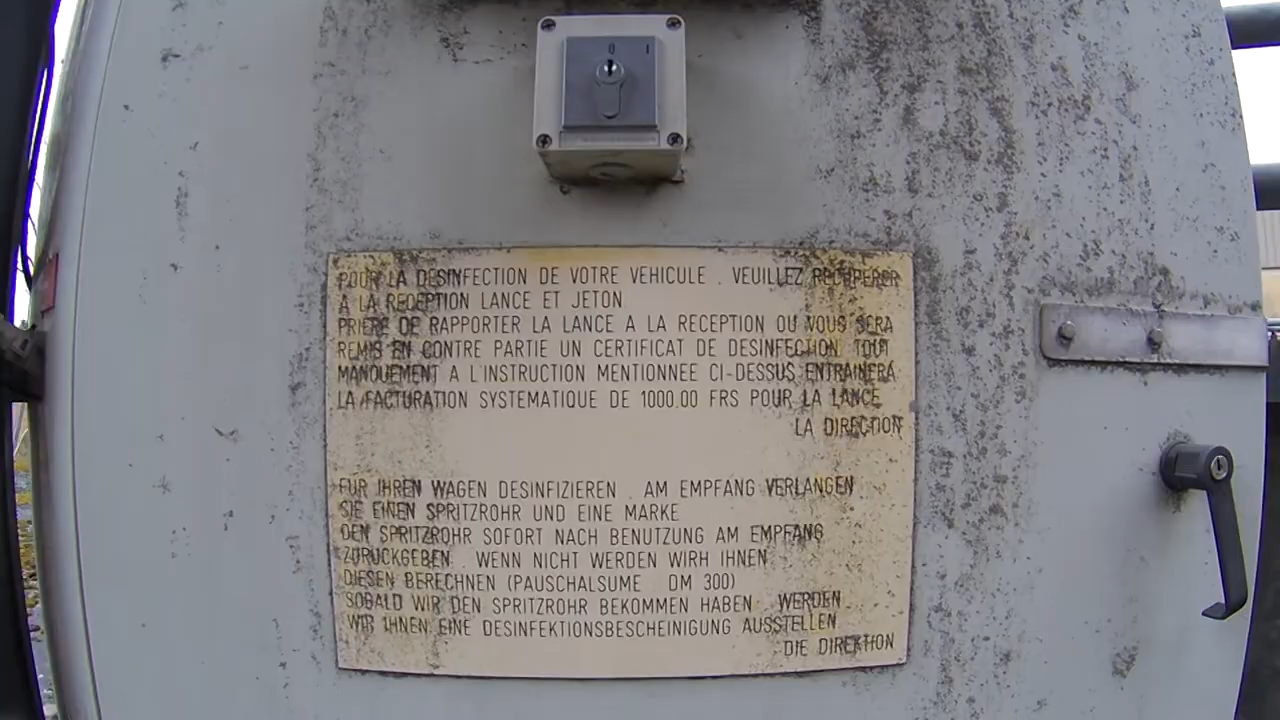 0 I
POUR LA DESINFECTION DE VOTRE VEHICULE . VEUILLEZ RECUPERER
A LA RECEPTION LANCE ET JETON
PRIERE DE RAPPORTER LA LANCE A LA RECEPTION OU VOUS SERA
REMIS EN CONTRE PARTIE UN CERTIFICAT DE DESINFECTION TOUT
MANQUEMENT A L'INSTRUCTION MENTIONNEE CI-DESSUS ENTRAINERA
LA FACTURATION SYSTEMATIQUE DE 1000.00 FRS POUR LA LANCE
LA DIRECTION
FUR IHREN WAGEN DESINFIZIEREN . AM EMPFANG VERLANGEN
SIE EINEN SPRITZROHR UND EINE MARKE
DEN SPRITZROHR SOFORT NACH BENUTZUNG AM EMPFANG
ZURUCKGEBEN . WENN NICHT WERDEN WIRH IHNEN
DIESEN BERECHNEN (PAUSCHALSUME DM 300)
SOBALD WIR DEN SPRITZROHR BEKOMMEN HABEN . WERDEN
WIR IHNEN EINE DESINFEKTIONSBESCHEINIGUNG AUSSTELLEN
DIE DIREKTION